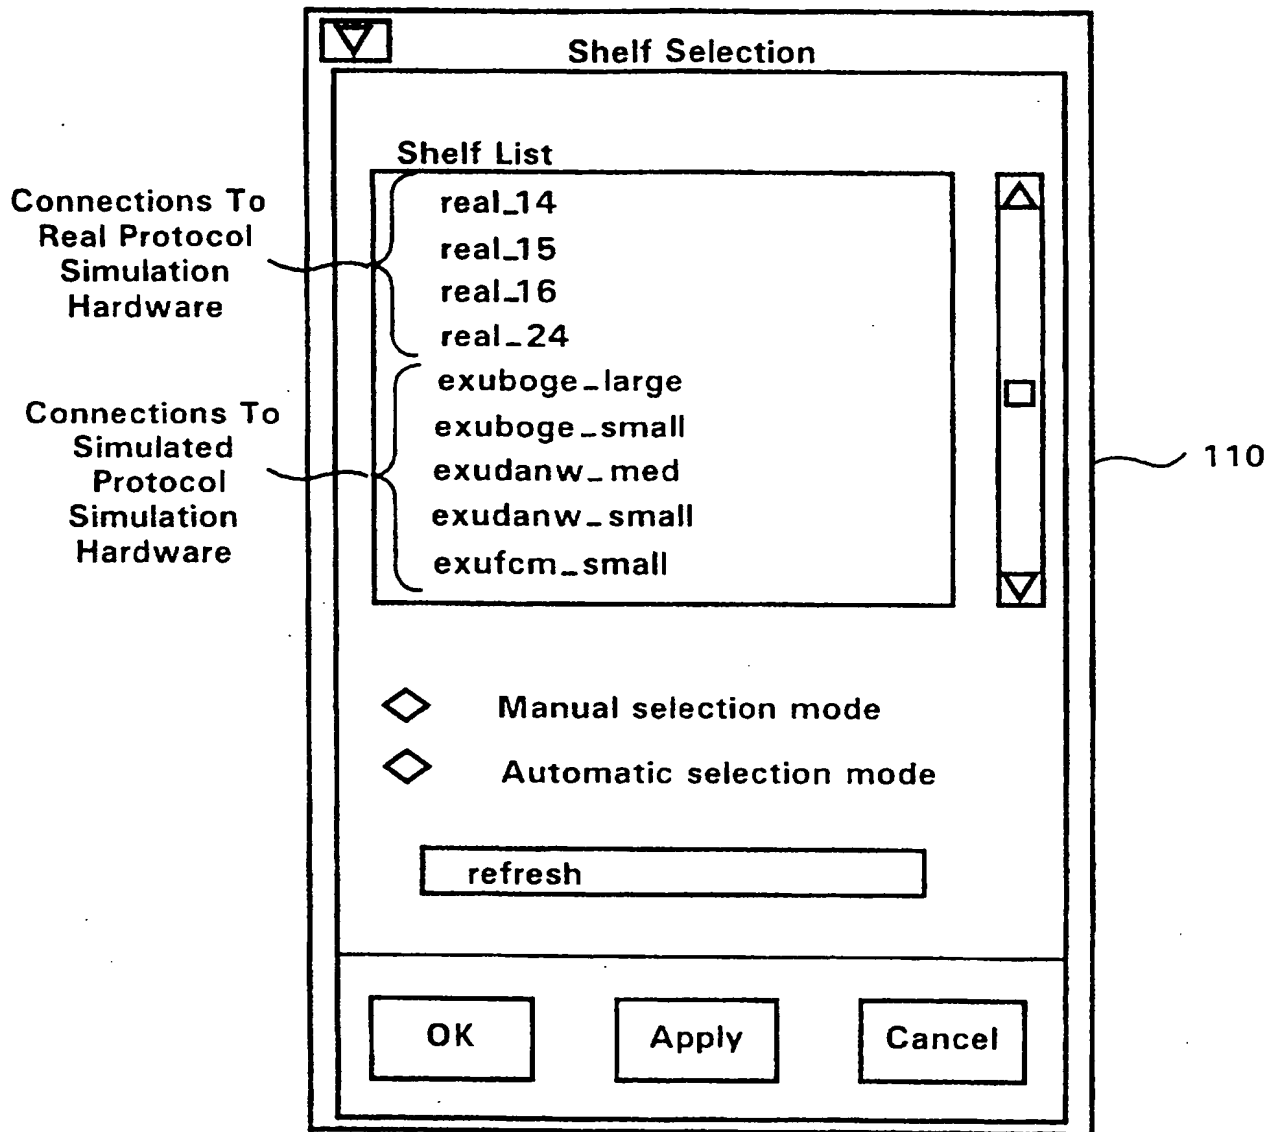 Shelf Selection
Shelf List
Connections To
Real Protocol
Simulation
Hardware
real_14
real_15
real_16
real_24
Connections To
Simulated
Protocol
Simulation
Hardware
exuboge_large
exuboge_small
exudanw_med
exudanw_small
exufcm_small
110
Manual selection mode
Automatic selection mode
refresh
OK
Apply
Cancel